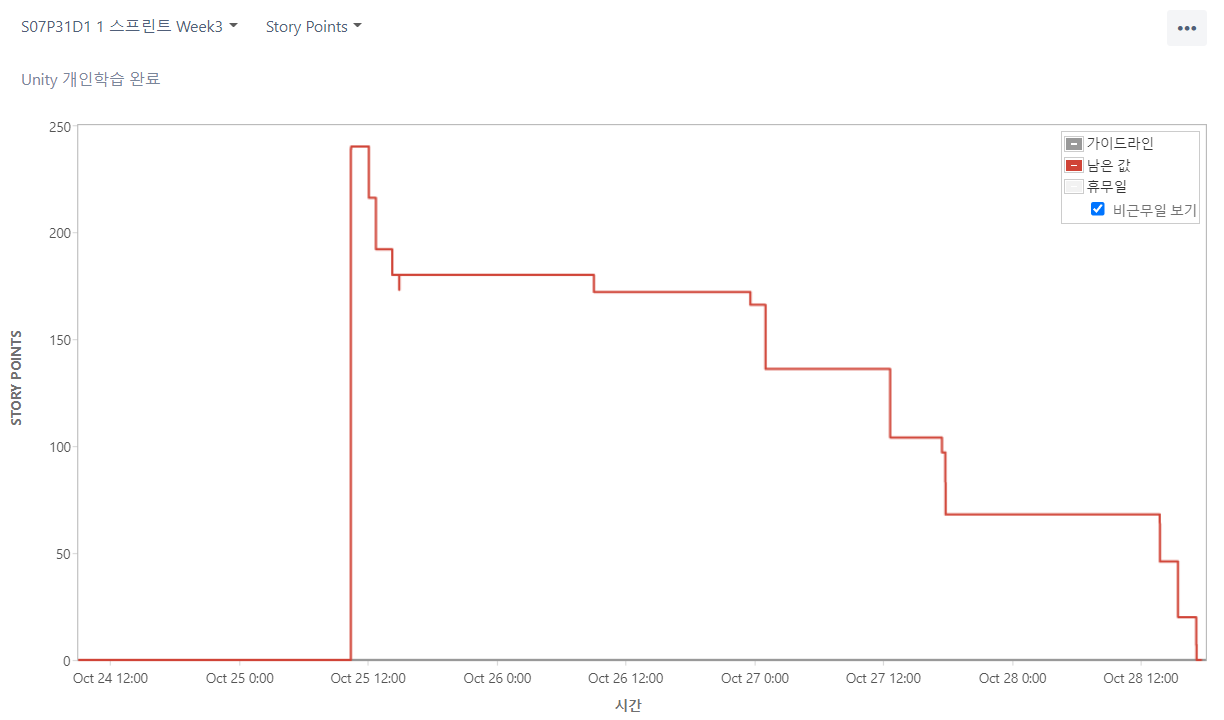 S07P31D1 1 스프린트 Week3 Story Points
Unity 개인학습 완료
가이드라인
남은 값
휴무일
비근무일 보기
250
200
150
100
50
0
STORY POINTS
Oct 24 12:00 Oct 25 0:00 Oct 25 12:00 Oct 26 0:00 Oct 26 12:00 Oct 27 0:00 Oct 27 12:00 Oct 28 0:00 Oct 28 12:00
시간